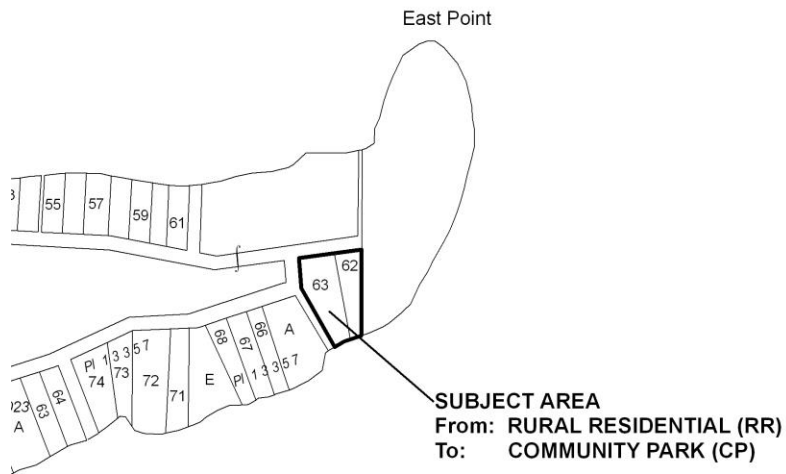 East Point
55
57
59
61
62
63
Pl 1 3 3 5 7
74
73
72
71
E
68
67
66
A
Pl 1 3 3 5 7
63
64
A
SUBJECT AREA
From: RURAL RESIDENTIAL (RR)
To: COMMUNITY PARK (CP)